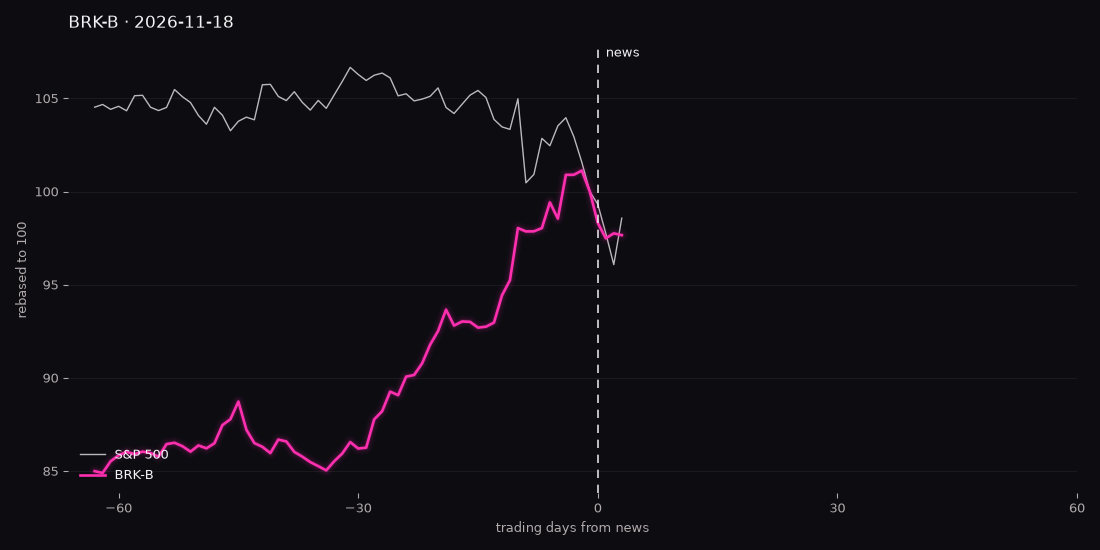 BRK-B · 2026-11-18
news
105
100
95
90
85
rebased to 100
S&P 500
BRK-B
−60
−30
0
30
60
trading days from news